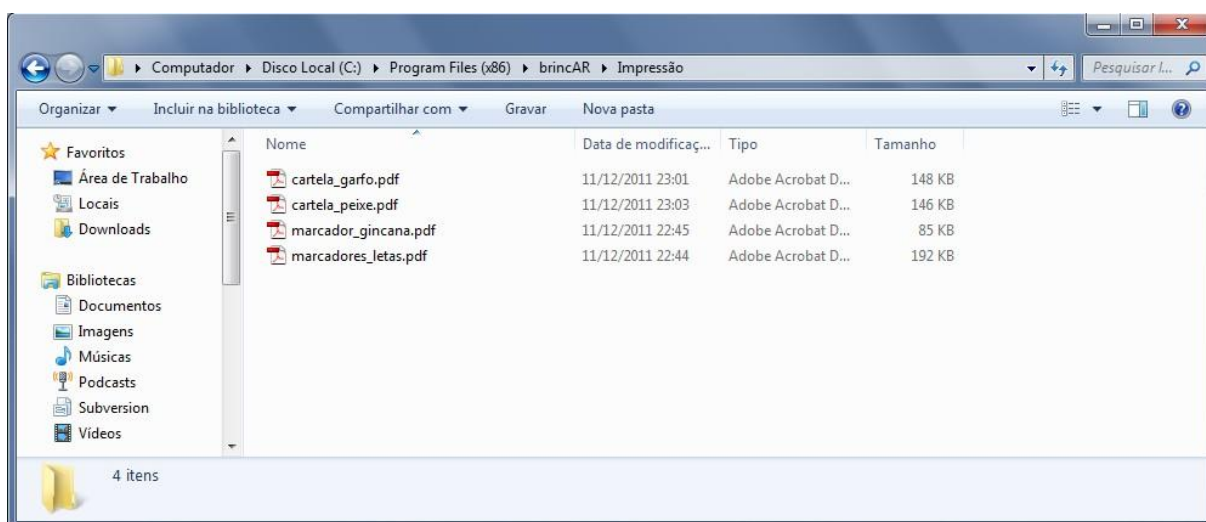 Computador ▸ Disco Local (C:) ▸ Program Files (x86) ▸ brincAR ▸ Impressão
Pesquisar I...
Organizar Incluir na biblioteca Compartilhar com Gravar Nova pasta
Favoritos
Área de Trabalho
Locais
Downloads
Bibliotecas
Documentos
Imagens
Músicas
Podcasts
Subversion
Vídeos
Nome Data de modificaç... Tipo Tamanho
cartela_garfo.pdf 11/12/2011 23:01 Adobe Acrobat D... 148 KB
cartela_peixe.pdf 11/12/2011 23:03 Adobe Acrobat D... 146 KB
marcador_gincana.pdf 11/12/2011 22:45 Adobe Acrobat D... 85 KB
marcadores_letas.pdf 11/12/2011 22:44 Adobe Acrobat D... 192 KB
4 itens